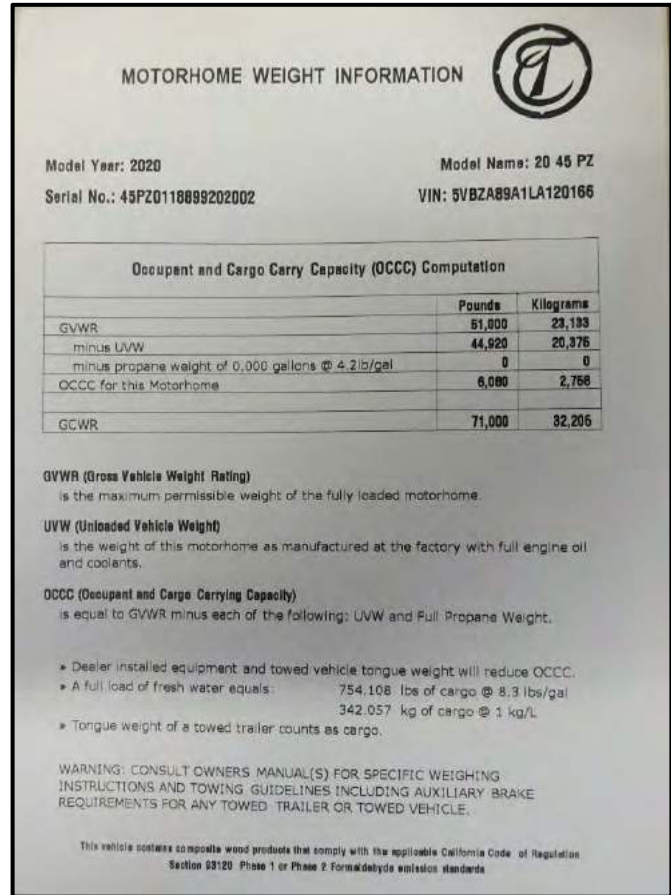 MOTORHOME WEIGHT INFORMATION
Model Year: 2020
Model Name: 20 45 PZ
Serial No.: 45PZ0118899202002
VIN: 5VBZA89A1LA120166
Occupant and Cargo Carry Capacity (OCCC) Computation
Pounds Kilograms
GVWR 51,000 23,133
minus UVW 44,920 20,375
minus propane weight of 0.000 gallons @ 4.2lb/gal 0 0
OCCC for this Motorhome 6,080 2,758
GCWR 71,000 32,205
GVWR (Gross Vehicle Weight Rating)
is the maximum permissible weight of the fully loaded motorhome.
UVW (Unloaded Vehicle Weight)
is the weight of this motorhome as manufactured at the factory with full engine oil
and coolants.
OCCC (Occupant and Cargo Carrying Capacity)
is equal to GVWR minus each of the following: UVW and Full Propane Weight.
» Dealer installed equipment and towed vehicle tongue weight will reduce OCCC.
» A full load of fresh water equals: 754.108 lbs of cargo @ 8.3 lbs/gal
342.057 kg of cargo @ 1 kg/L
» Tongue weight of a towed trailer counts as cargo.
WARNING: CONSULT OWNERS MANUAL(S) FOR SPECIFIC WEIGHING
INSTRUCTIONS AND TOWING GUIDELINES INCLUDING AUXILIARY BRAKE
REQUIREMENTS FOR ANY TOWED TRAILER OR TOWED VEHICLE.
This vehicle contains composite wood products that comply with the applicable California Code of Regulation
Section 93120 Phase 1 or Phase 2 Formaldehyde emission standards